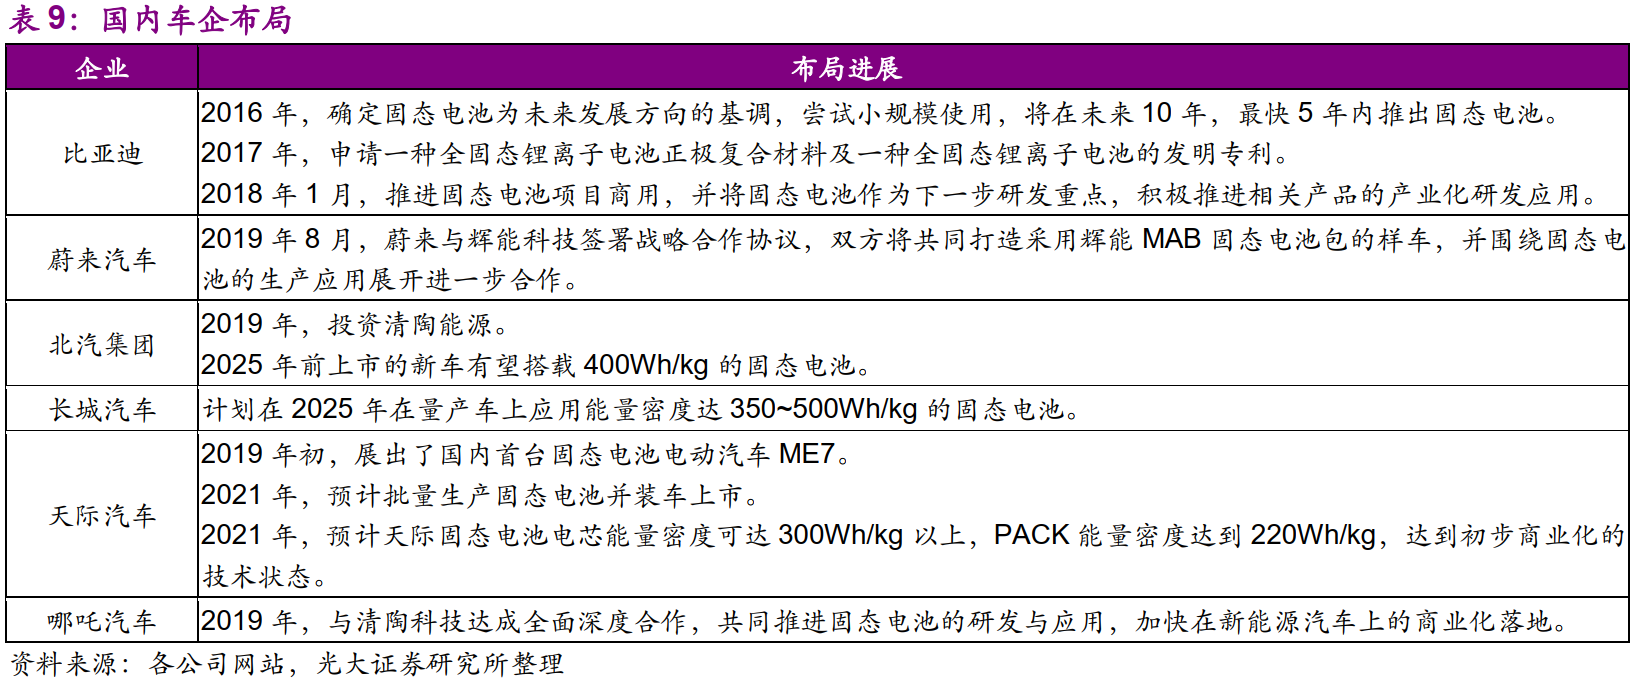 表 9：国内车企布局
企业
布局进展
比亚迪
2016 年，确定固态电池为未来发展方向的基调，尝试小规模使用，将在未来 10 年，最快 5 年内推出固态电池。
2017 年，申请一种全固态锂离子电池正极复合材料及一种全固态锂离子电池的发明专利。
2018 年 1 月，推进固态电池项目商用，并将固态电池作为下一步研发重点，积极推进相关产品的产业化研发应用。
蔚来汽车
2019 年 8 月，蔚来与辉能科技签署战略合作协议，双方将共同打造采用辉能 MAB 固态电池包的样车，并围绕固态电
池的生产应用展开进一步合作。
北汽集团
2019 年，投资清陶能源。
2025 年前上市的新车有望搭载 400Wh/kg 的固态电池。
长城汽车
计划在 2025 年在量产车上应用能量密度达 350~500Wh/kg 的固态电池。
天际汽车
2019 年初，展出了国内首台固态电池电动汽车 ME7。
2021 年，预计批量生产固态电池并装车上市。
2021 年，预计天际固态电池电芯能量密度可达 300Wh/kg 以上，PACK 能量密度达到 220Wh/kg，达到初步商业化的
技术状态。
哪吒汽车
2019 年，与清陶科技达成全面深度合作，共同推进固态电池的研发与应用，加快在新能源汽车上的商业化落地。
资料来源：各公司网站，光大证券研究所整理